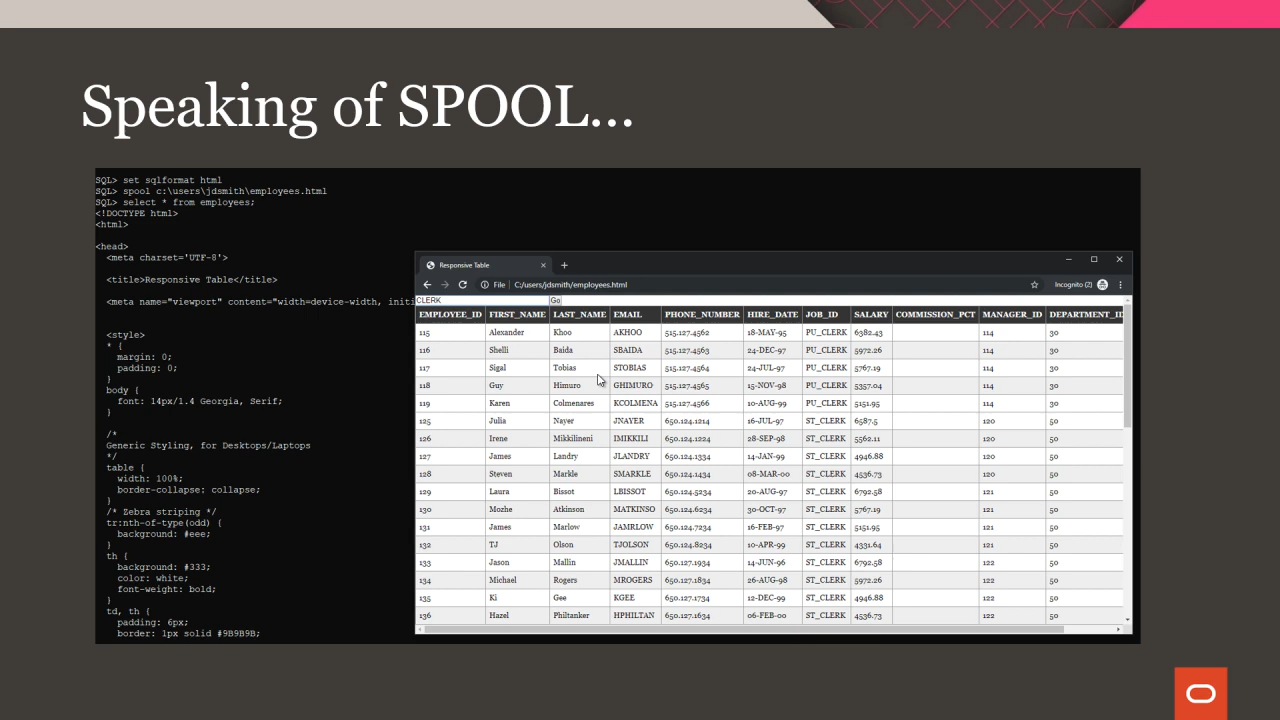 Speaking of SPOOL...
SQL> set sqlformat html
SQL> spool c:\users\jdsmith\employees.html
SQL> select * from employees;
<!DOCTYPE html>
<html>
<head>
<meta charset='UTF-8'>
<title>Responsive Table</title>
<meta name="viewport" content="width=device-width, initi
<style>
* {
margin: 0;
padding: 0;
}
body {
font: 14px/1.4 Georgia, Serif;
}
/*
Generic Styling, for Desktops/Laptops
*/
table {
width: 100%;
border-collapse: collapse;
}
/* Zebra striping */
tr:nth-of-type(odd) {
background: #eee;
}
th {
background: #333;
color: white;
font-weight: bold;
}
td, th {
padding: 6px;
border: 1px solid #9B9B9B;
Responsive Table
File | C:/users/jdsmith/employees.html Incognito (2)
CLERK Go
EMPLOYEE_ID FIRST_NAME LAST_NAME EMAIL PHONE_NUMBER HIRE_DATE JOB_ID SALARY COMMISSION_PCT MANAGER_ID DEPARTMENT_ID
115 Alexander Khoo AKHOO 515.127.4562 18-MAY-95 PU_CLERK 6382.43 114 30
116 Shelli Baida SBAIDA 515.127.4563 24-DEC-97 PU_CLERK 5972.26 114 30
117 Sigal Tobias STOBIAS 515.127.4564 24-JUL-97 PU_CLERK 5767.19 114 30
118 Guy Himuro GHIMURO 515.127.4565 15-NOV-98 PU_CLERK 5357.04 114 30
119 Karen Colmenares KCOLMENA 515.127.4566 10-AUG-99 PU_CLERK 5151.95 114 30
125 Julia Nayer JNAYER 650.124.1214 16-JUL-97 ST_CLERK 6587.5 120 50
126 Irene Mikkilineni IMIKKILI 650.124.1224 28-SEP-98 ST_CLERK 5562.11 120 50
127 James Landry JLANDRY 650.124.1334 14-JAN-99 ST_CLERK 4946.88 120 50
128 Steven Markle SMARKLE 650.124.1434 08-MAR-00 ST_CLERK 4536.73 120 50
129 Laura Bissot LBISSOT 650.124.5234 20-AUG-97 ST_CLERK 6792.58 121 50
130 Mozhe Atkinson MATKINSO 650.124.6234 30-OCT-97 ST_CLERK 5767.19 121 50
131 James Marlow JAMRLOW 650.124.7234 16-FEB-97 ST_CLERK 5151.95 121 50
132 TJ Olson TJOLSON 650.124.8234 10-APR-99 ST_CLERK 4331.64 121 50
133 Jason Mallin JMALLIN 650.127.1934 14-JUN-96 ST_CLERK 6792.58 122 50
134 Michael Rogers MROGERS 650.127.1834 26-AUG-98 ST_CLERK 5972.26 122 50
135 Ki Gee KGEE 650.127.1734 12-DEC-99 ST_CLERK 4946.88 122 50
136 Hazel Philtanker HPHILTAN 650.127.1634 06-FEB-00 ST_CLERK 4536.73 122 50